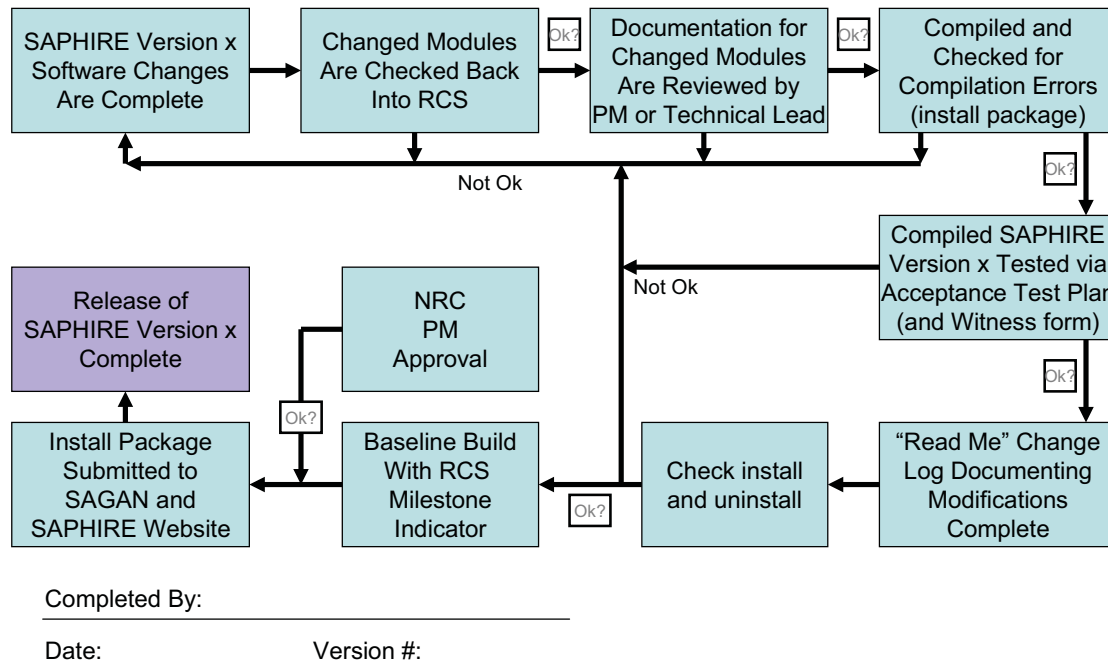 SAPHIRE Version x
Software Changes
Are Complete
Changed Modules
Are Checked Back
Into RCS
Ok?
Documentation for
Changed Modules
Are Reviewed by
PM or Technical Lead
Ok?
Compiled and
Checked for
Compilation Errors
(install package)
Not Ok
Ok?
Compiled SAPHIRE
Version x Tested via
Acceptance Test Plan
(and Witness form)
Not Ok
Release of
SAPHIRE Version x
Complete
NRC
PM
Approval
Ok?
Ok?
Install Package
Submitted to
SAGAN and
SAPHIRE Website
Baseline Build
With RCS
Milestone
Indicator
Ok?
Check install
and uninstall
“Read Me” Change
Log Documenting
Modifications
Complete
Completed By:
Date:
Version #: